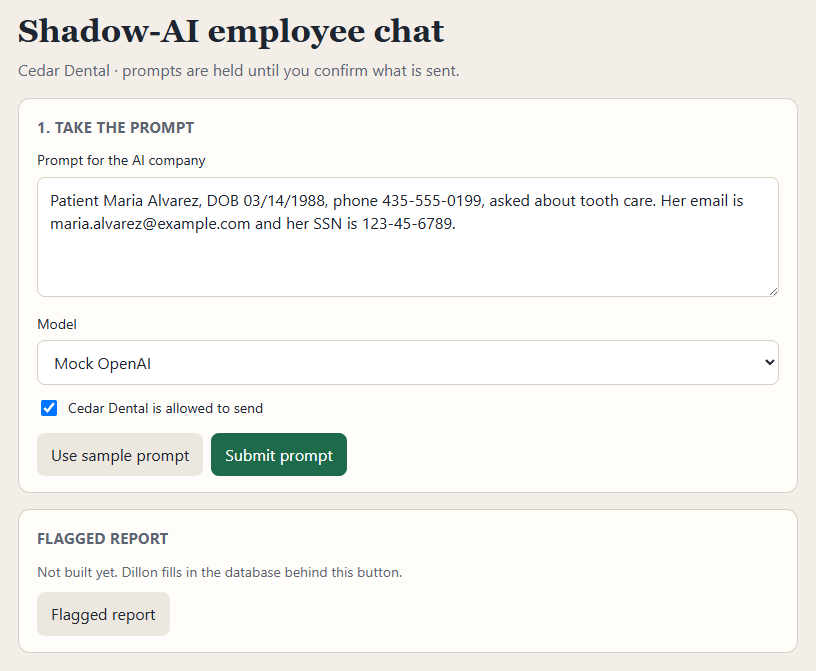 Shadow-AI employee chat
Cedar Dental · prompts are held until you confirm what is sent.
1. TAKE THE PROMPT
Prompt for the AI company
Patient Maria Alvarez, DOB 03/14/1988, phone 435-555-0199, asked about tooth care. Her email is
maria.alvarez@example.com and her SSN is 123-45-6789.
Model
Mock OpenAI
Cedar Dental is allowed to send
Use sample prompt
Submit prompt
FLAGGED REPORT
Not built yet. Dillon fills in the database behind this button.
Flagged report